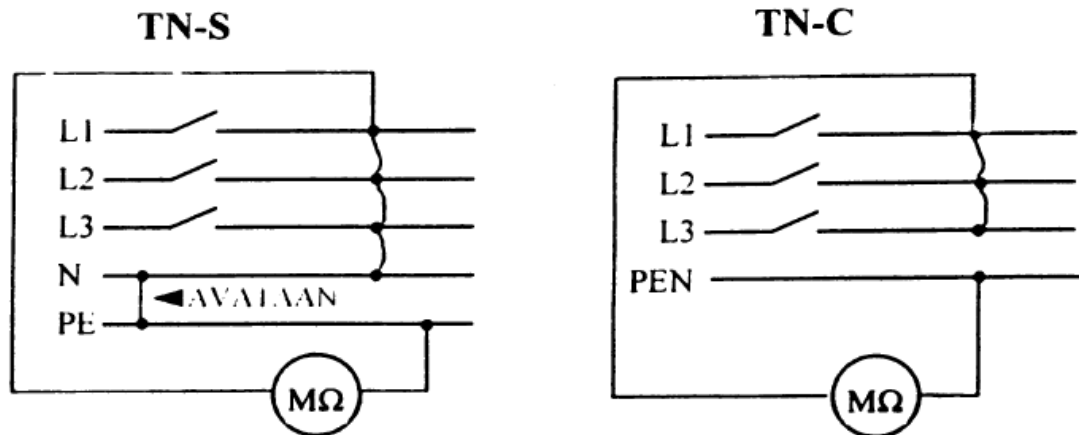 TN-S
L1
L2
L3
N
AVATAAN
PE
MΩ
TN-C
L1
L2
L3
PEN
MΩ